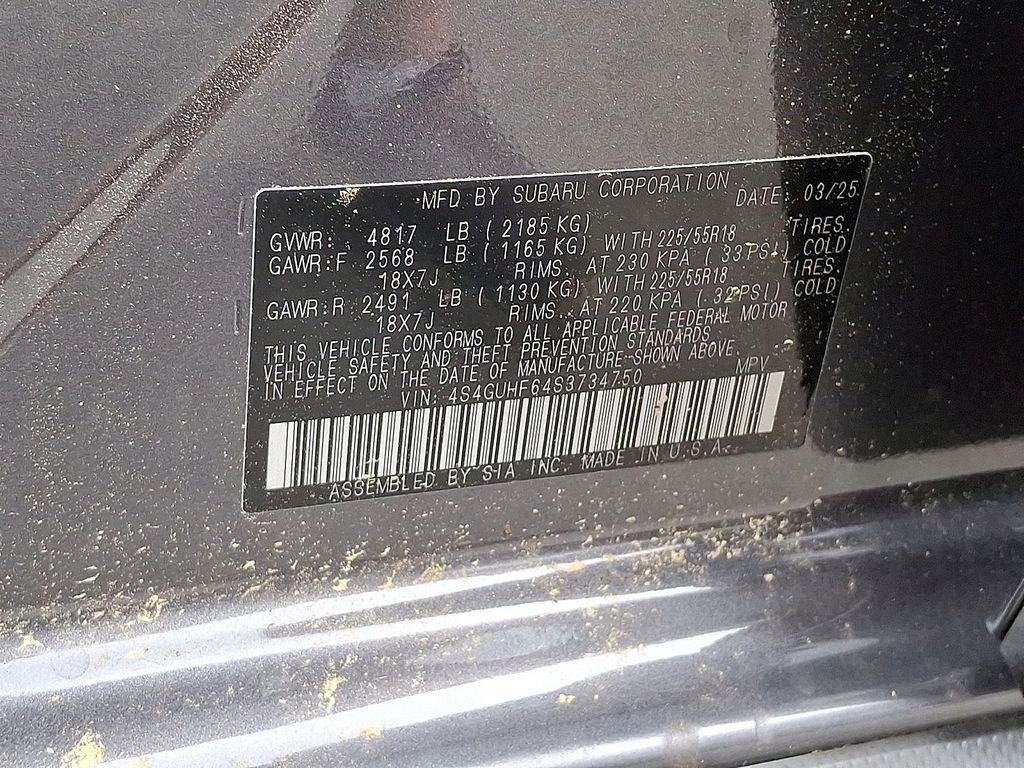 MFD BY SUBARU CORPORATION DATE: 03/25
GVWR: 4817 LB ( 2185 KG)
GAWR:F 2568 LB ( 1165 KG) WITH 225/55R18 TIRES
18X7J RIMS. AT 230 KPA ( 33 PSI) COLD
GAWR:R 2491 LB ( 1130 KG) WITH 225/55R18 TIRES.
18X7J RIMS. AT 220 KPA ( 32 PSI) COLD
THIS VEHICLE CONFORMS TO ALL APPLICABLE FEDERAL MOTOR
VEHICLE SAFETY AND THEFT PREVENTION STANDARDS
IN EFFECT ON THE DATE OF MANUFACTURE SHOWN ABOVE
VIN: 4S4GUHF64S3734750 MPV
ASSEMBLED BY SIA INC. MADE IN U.S.A.